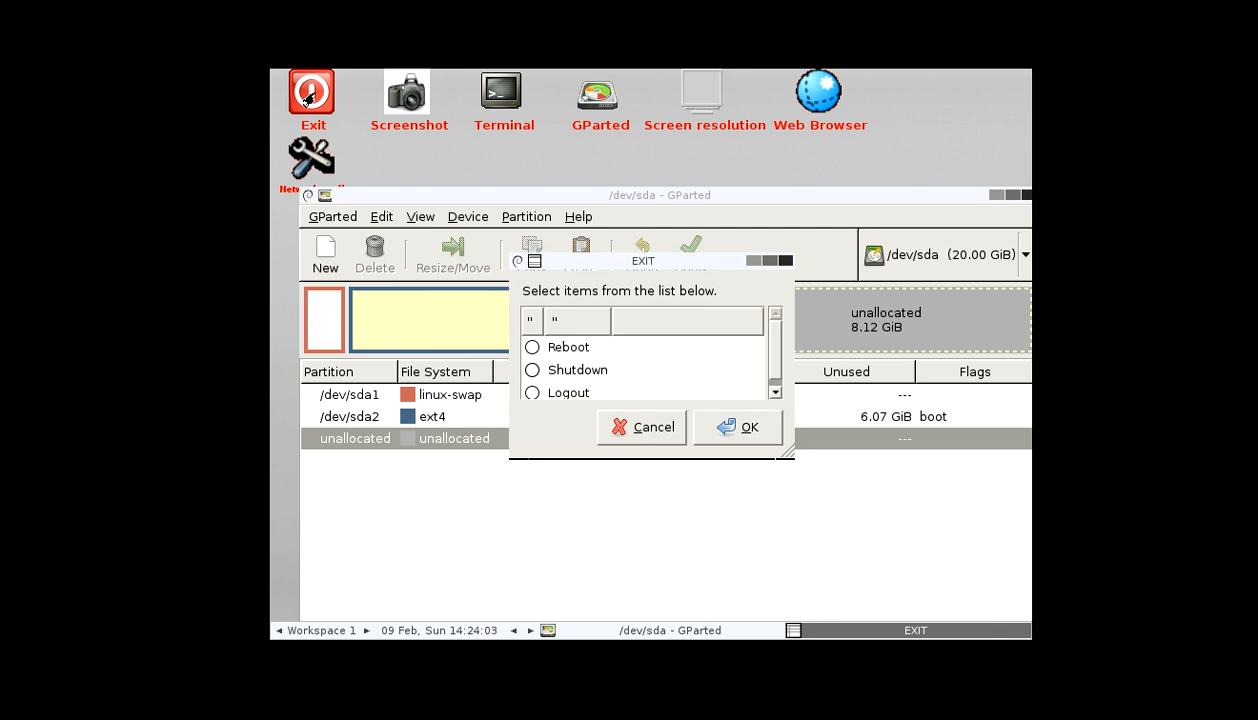 Exit
Screenshot
Terminal
GParted
Screen resolution
Web Browser
/dev/sda - GParted
GParted Edit View Device Partition Help
New
Delete
Resize/Move
/dev/sda (20.00 GiB)
EXIT
Select items from the list below.
" "
Reboot
Shutdown
Logout
Cancel
OK
unallocated
8.12 GiB
Partition File System Unused Flags
/dev/sda1 linux-swap ---
/dev/sda2 ext4 6.07 GiB boot
unallocated unallocated ---
Workspace 1 09 Feb, Sun 14:24:03 /dev/sda - GParted EXIT